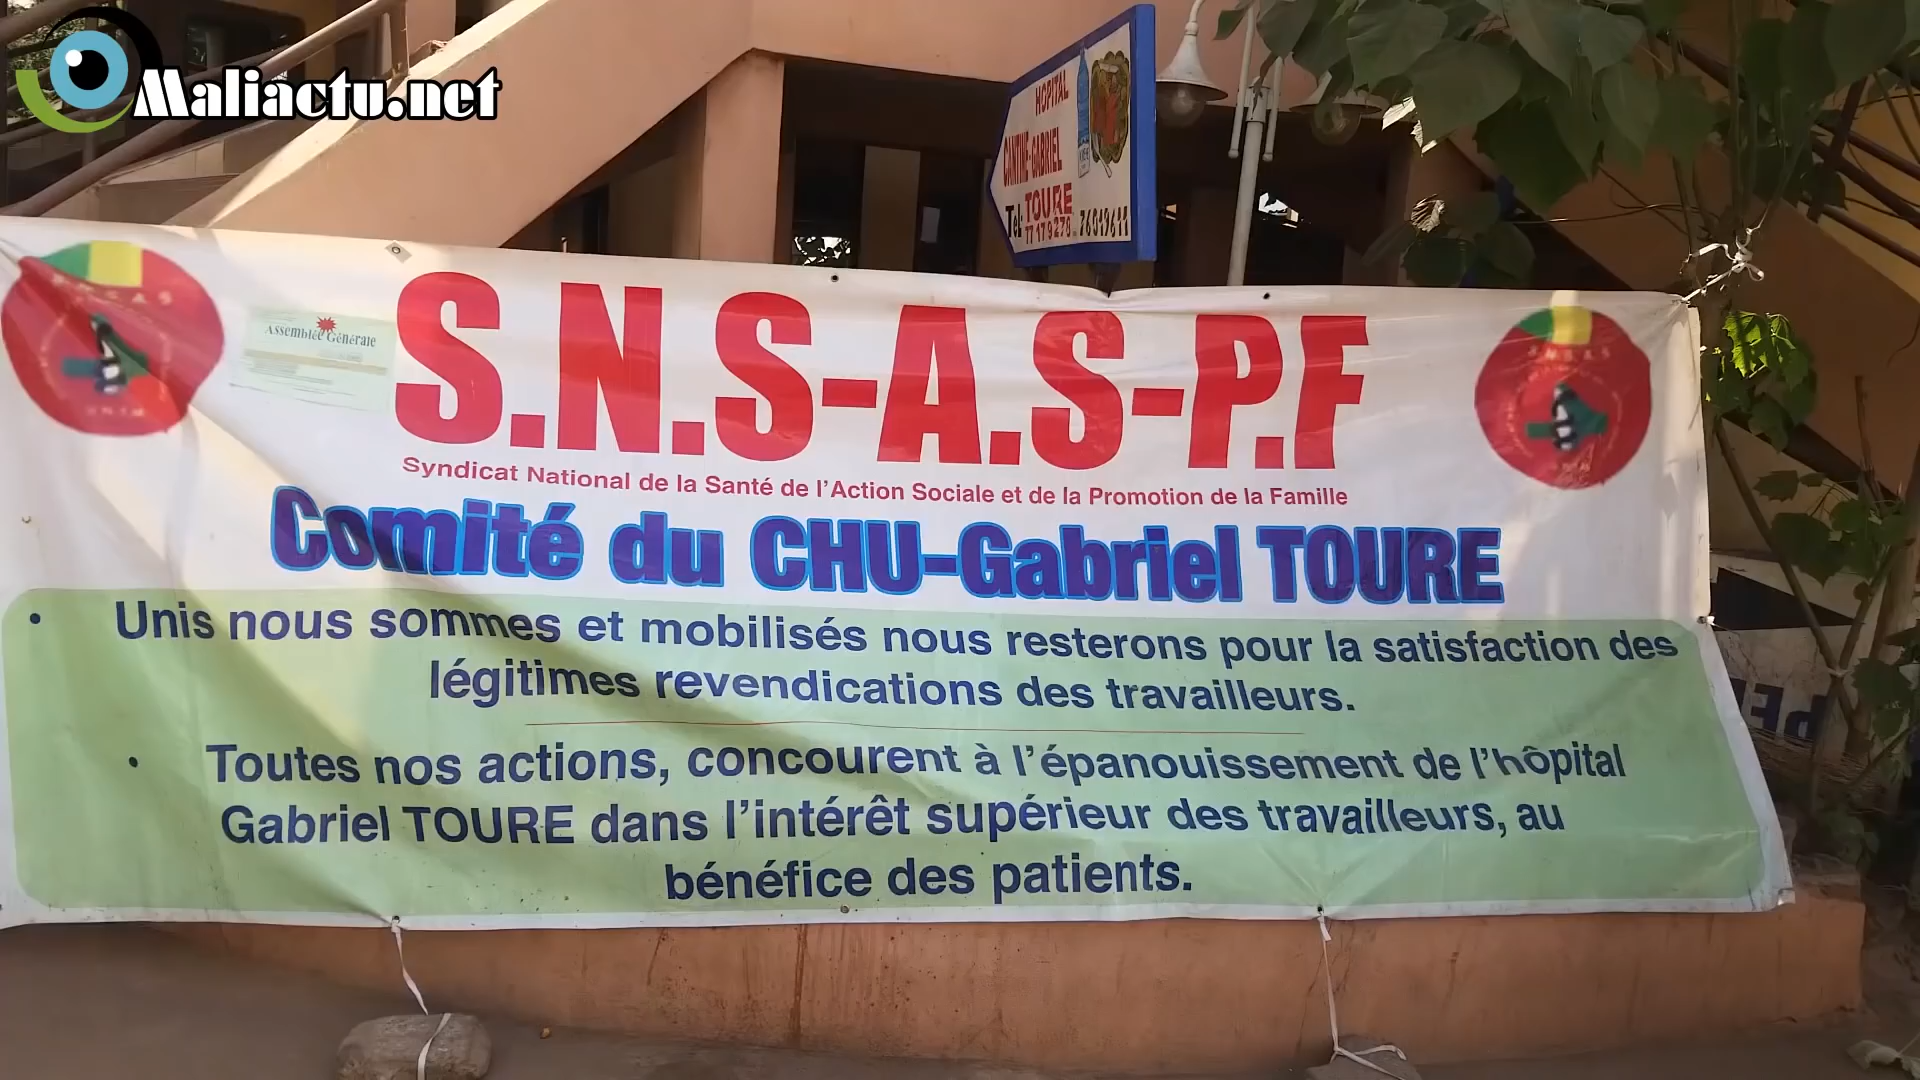 Maliactu.net
HOPITAL
CANTINE-GABRIEL
TOURE
Tel: 77179279 76019611
S.N.S.A.S
S.N.S.A.S
Assemblée Générale
S.N.S-A.S-P.F
Syndicat National de la Santé de l'Action Sociale et de la Promotion de la Famille
Comité du CHU-Gabriel TOURE
• Unis nous sommes et mobilisés nous resterons pour la satisfaction des
légitimes revendications des travailleurs.
• Toutes nos actions, concourent à l'épanouissement de l'hôpital
Gabriel TOURE dans l'intérêt supérieur des travailleurs, au
bénéfice des patients.